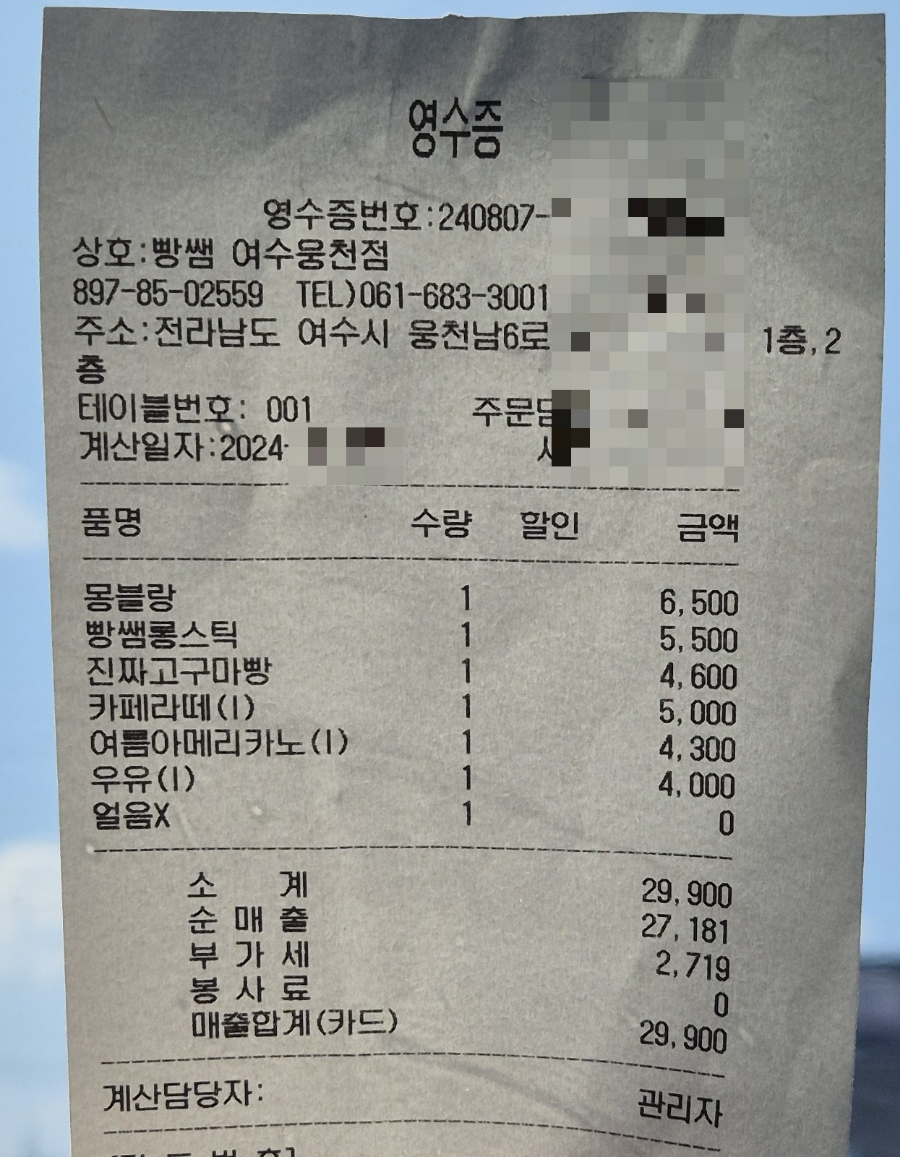 영수증
영수증번호:240807-
상호:빵쌤 여수웅천점
897-85-02559 TEL)061-683-3001
주소:전라남도 여수시 웅천남6로 1층,2
층
테이블번호: 001 주문담
계산일자:2024-
품명 수량 할인 금액
몽블랑 1 6,500
빵쌤롱스틱 1 5,500
진짜고구마빵 1 4,600
카페라떼(I) 1 5,000
여름아메리카노(I) 1 4,300
우유(I) 1 4,000
얼음X 1 0
소 계 29,900
순 매 출 27,181
부 가 세 2,719
봉 사 료 0
매출합계(카드) 29,900
계산담당자: 관리자